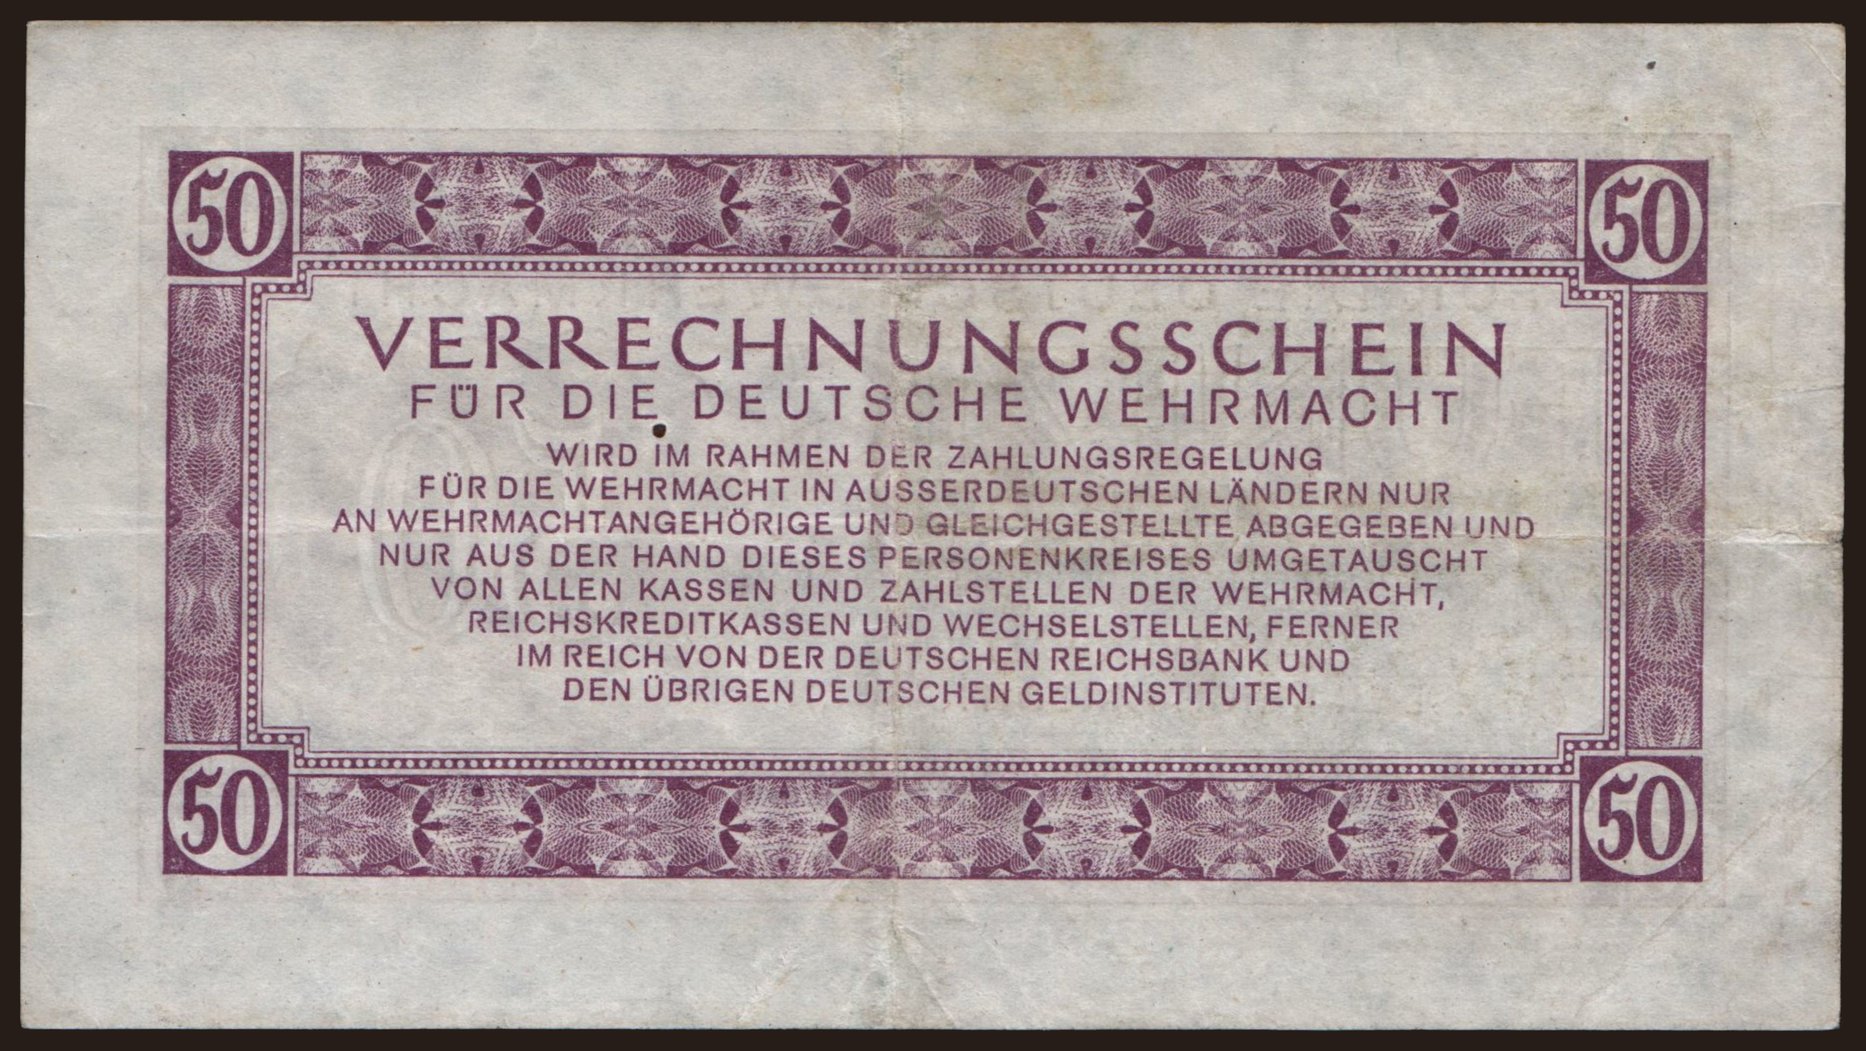 50 50
VERRECHNUNGSSCHEIN
FÜR DIE DEUTSCHE WEHRMACHT
WIRD IM RAHMEN DER ZAHLUNGSREGELUNG
FÜR DIE WEHRMACHT IN AUSSERDEUTSCHEN LÄNDERN NUR
AN WEHRMACHTANGEHÖRIGE UND GLEICHGESTELLTE ABGEGEBEN UND
NUR AUS DER HAND DIESES PERSONENKREISES UMGETAUSCHT
VON ALLEN KASSEN UND ZAHLSTELLEN DER WEHRMACHT,
REICHSKREDITKASSEN UND WECHSELSTELLEN, FERNER
IM REICH VON DER DEUTSCHEN REICHSBANK UND
DEN ÜBRIGEN DEUTSCHEN GELDINSTITUTEN.
50 50